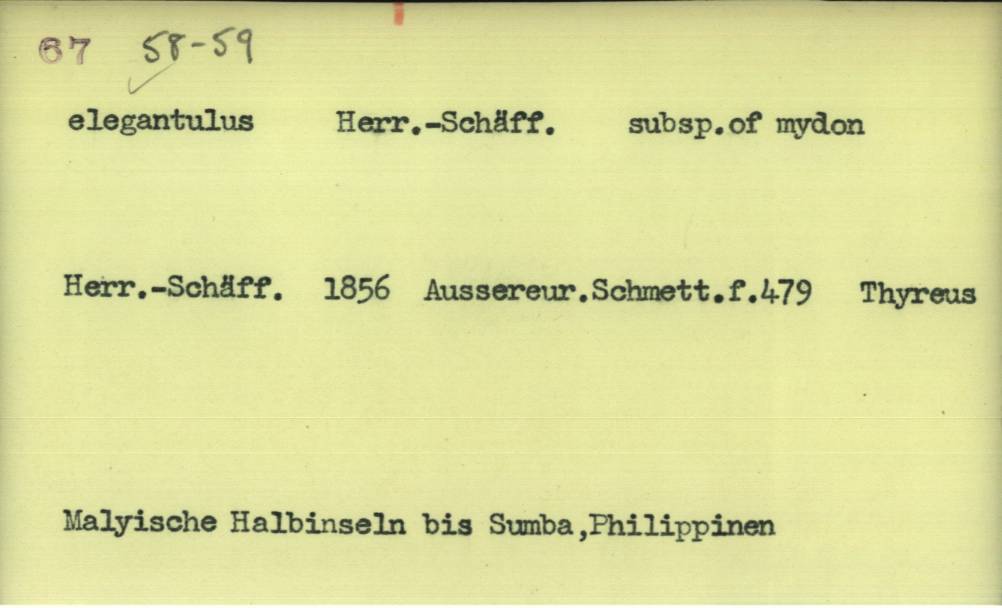 67 58-59
elegantulus Herr.-Schäff. subsp.of mydon
Herr.-Schäff. 1856 Aussereur.Schmett.f.479 Thyreus
Malyische Halbinseln bis Sumba,Philippinen